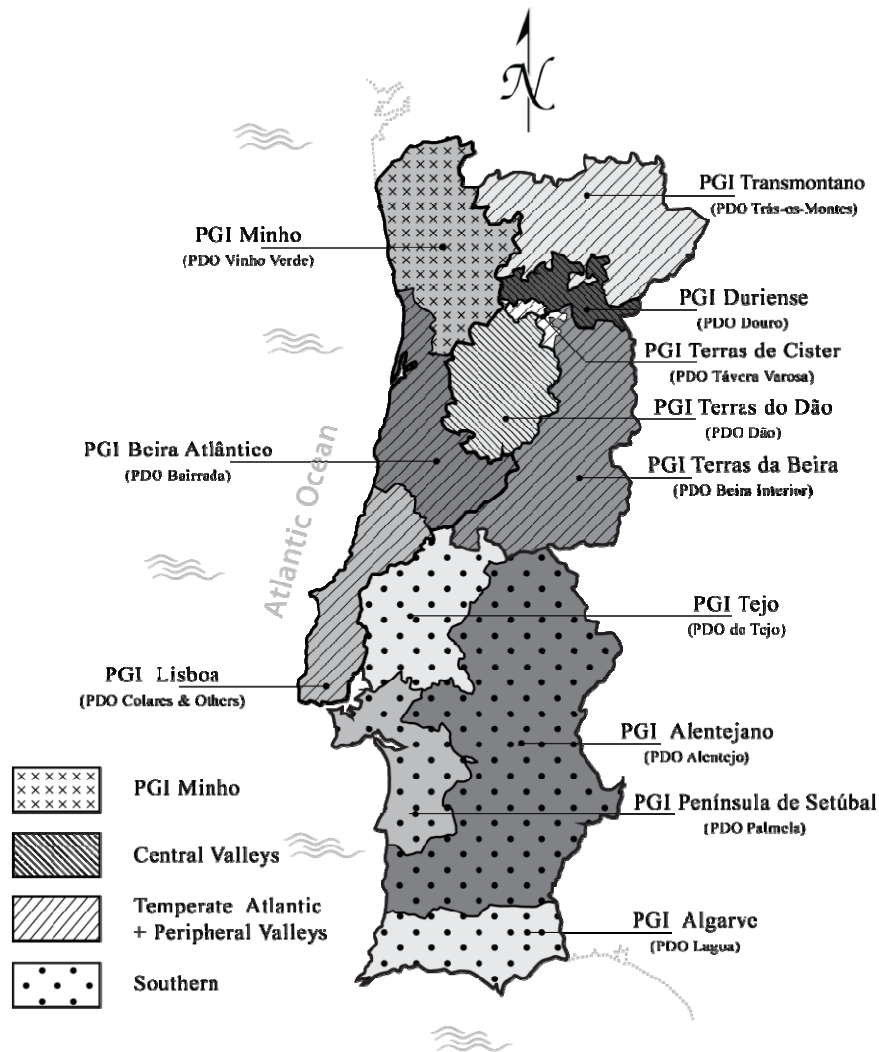 N
PGI Transmontano
(PDO Trás-os-Montes)
PGI Minho
(PDO Vinho Verde)
PGI Duriense
(PDO Douro)
PGI Terras de Cister
(PDO Távora Varosa)
PGI Terras do Dão
(PDO Dão)
PGI Beira Atlântico
(PDO Bairrada)
PGI Terras da Beira
(PDO Beira Interior)
Atlantic Ocean
PGI Tejo
(PDO do Tejo)
PGI Lisboa
(PDO Colares & Others)
PGI Alentejano
(PDO Alentejo)
PGI Península de Setúbal
(PDO Palmela)
PGI Algarve
(PDO Lagoa)
PGI Minho
Central Valleys
Temperate Atlantic
+ Peripheral Valleys
Southern